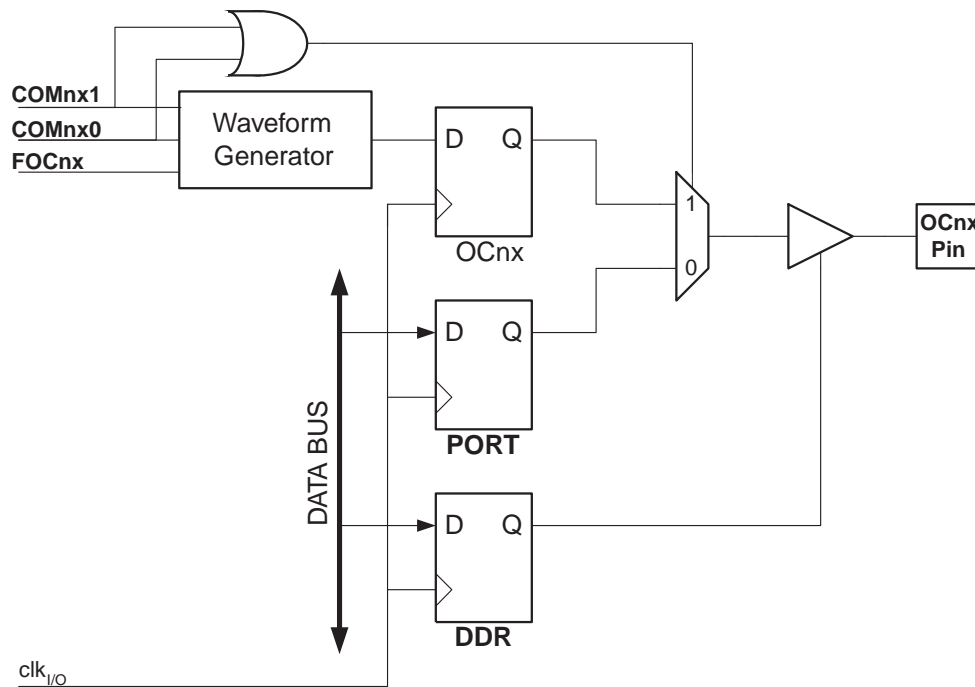 COMnx1
COMnx0
FOCnx
Waveform
Generator
D Q
OCnx
1
0
OCnx
Pin
D Q
PORT
DATA BUS
D Q
DDR
clkI/O